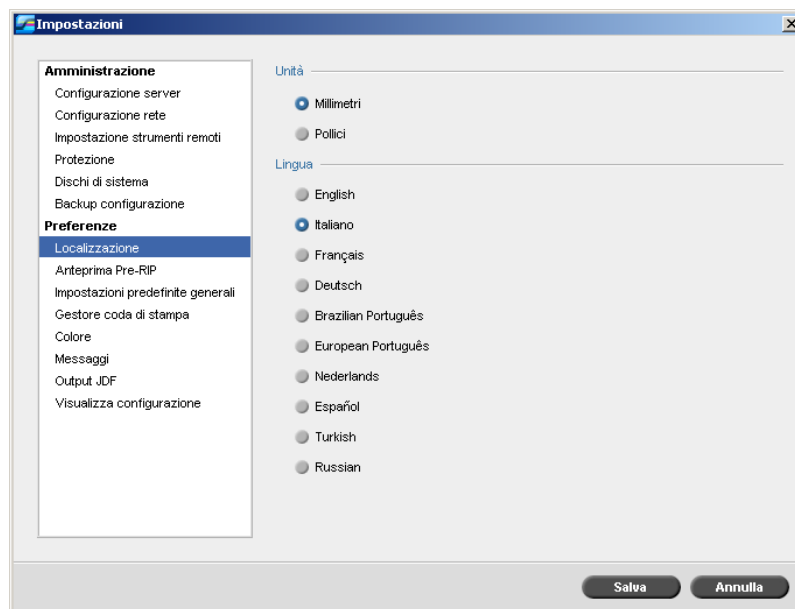 Impostazioni
Amministrazione
Configurazione server
Configurazione rete
Impostazione strumenti remoti
Protezione
Dischi di sistema
Backup configurazione
Preferenze
Localizzazione
Anteprima Pre-RIP
Impostazioni predefinite generali
Gestore coda di stampa
Colore
Messaggi
Output JDF
Visualizza configurazione
Unità
Millimetri
Pollici
Lingua
English
Italiano
Français
Deutsch
Brazilian Português
European Português
Nederlands
Español
Turkish
Russian
Salva
Annulla